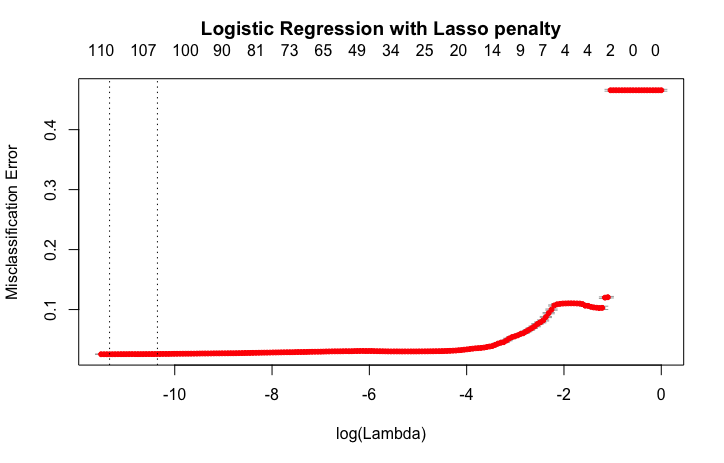 Logistic Regression with Lasso penalty
110 107 100 90 81 73 65 49 34 25 20 14 9 7 4 4 2 0 0
Misclassification Error
0.4
0.3
0.2
0.1
-10 -8 -6 -4 -2 0
log(Lambda)